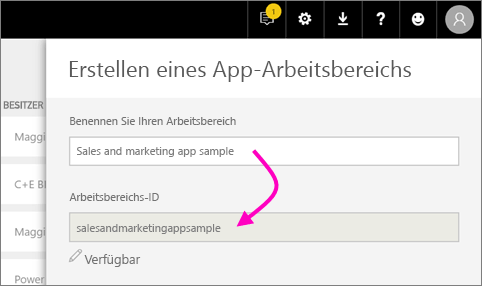 1
?
Erstellen eines App-Arbeitsbereichs
BESITZER
Benennen Sie Ihren Arbeitsbereich
Maggi
Sales and marketing app sample
C+E BI
Arbeitsbereichs-ID
Maggi
salesandmarketingappsample
Verfügbar
Power